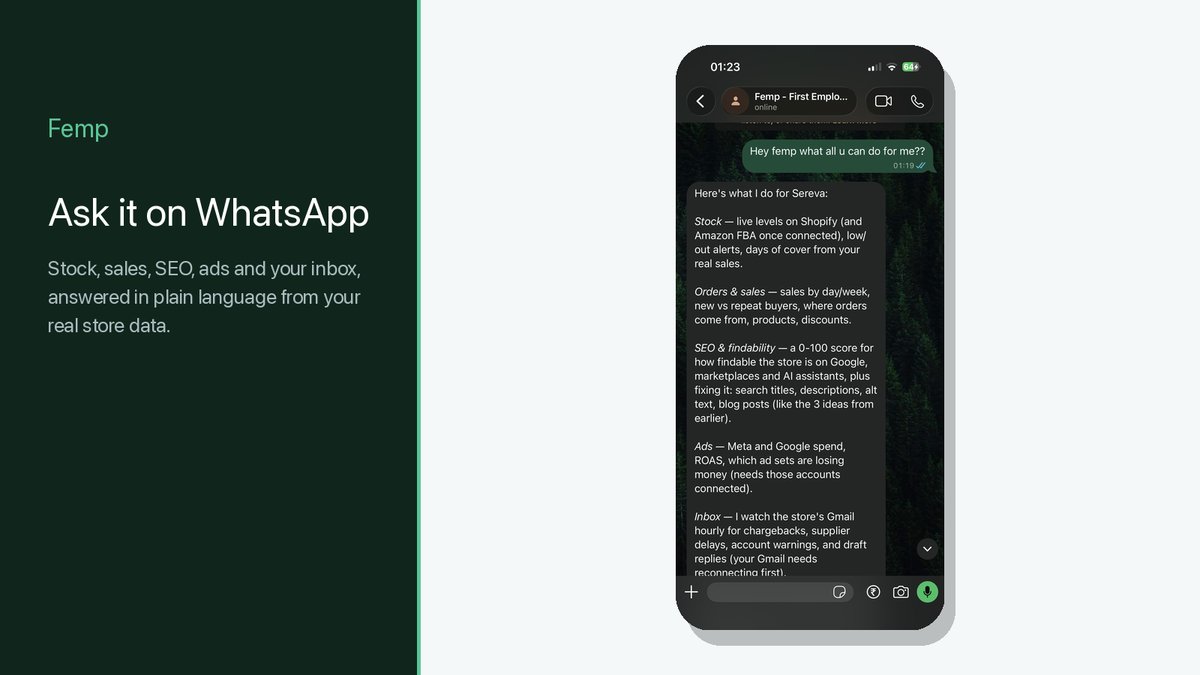 Femp
Ask it on WhatsApp
Stock, sales, SEO, ads and your inbox,
answered in plain language from your
real store data.
01:23
64
Femp - First Emplo...
online
Hey femp what all u can do for me??
01:19
Here's what I do for Sereva:
Stock — live levels on Shopify (and
Amazon FBA once connected), low/
out alerts, days of cover from your
real sales.
Orders & sales — sales by day/week,
new vs repeat buyers, where orders
come from, products, discounts.
SEO & findability — a 0-100 score for
how findable the store is on Google,
marketplaces and AI assistants, plus
fixing it: search titles, descriptions, alt
text, blog posts (like the 3 ideas from
earlier).
Ads — Meta and Google spend,
ROAS, which ad sets are losing
money (needs those accounts
connected).
Inbox — I watch the store's Gmail
hourly for chargebacks, supplier
delays, account warnings, and draft
replies (your Gmail needs
reconnecting first).